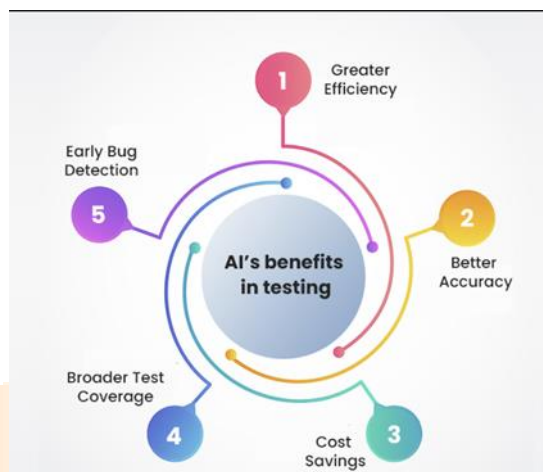 1
Greater
Efficiency
2
Better
Accuracy
3
Cost
Savings
4
Broader Test
Coverage
5
Early Bug
Detection
AI's benefits
in testing